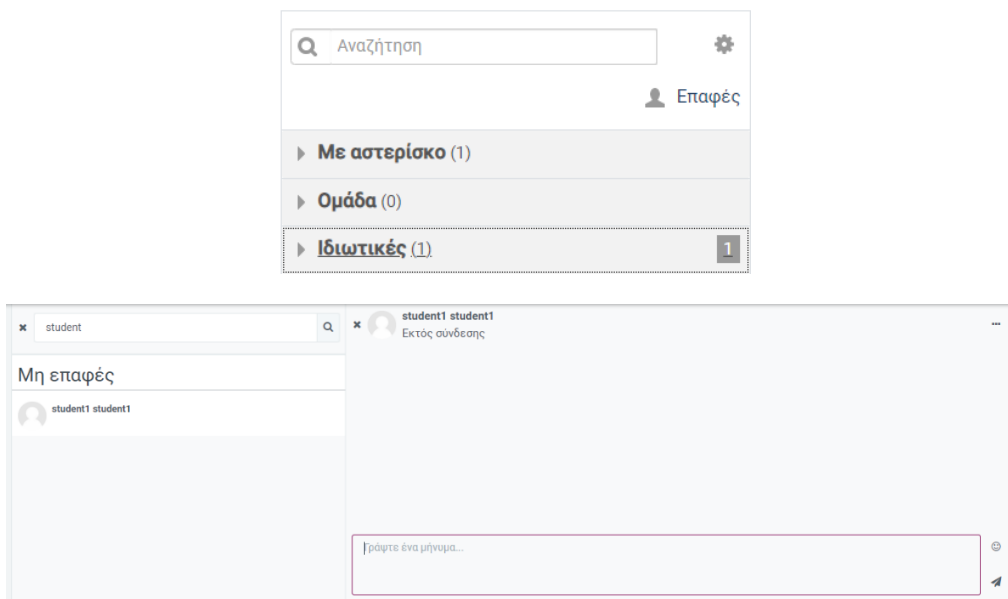 Αναζήτηση
Επαφές
Με αστερίσκο (1)
Ομάδα (0)
Ιδιωτικές (1) 1
student
Μη επαφές
student1 student1
student1 student1
Εκτός σύνδεσης
Γράψτε ένα μήνυμα...